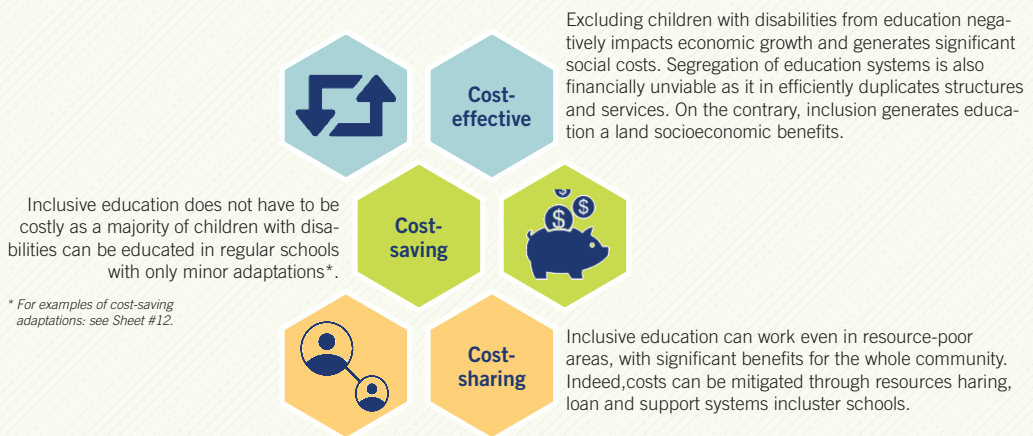 Excluding children with disabilities from education nega-
tively impacts economic growth and generates significant
social costs. Segregation of education systems is also
financially unviable as it in efficiently duplicates structures
and services. On the contrary, inclusion generates educa-
tion a land socioeconomic benefits.
Cost-
effective
Inclusive education does not have to be
costly as a majority of children with disa-
bilities can be educated in regular schools
with only minor adaptations*.
* For examples of cost-saving
adaptations: see Sheet #12.
Cost-
saving
$
$
$
Cost-
sharing
Inclusive education can work even in resource-poor
areas, with significant benefits for the whole community.
Indeed,costs can be mitigated through resources haring,
loan and support systems incluster schools.